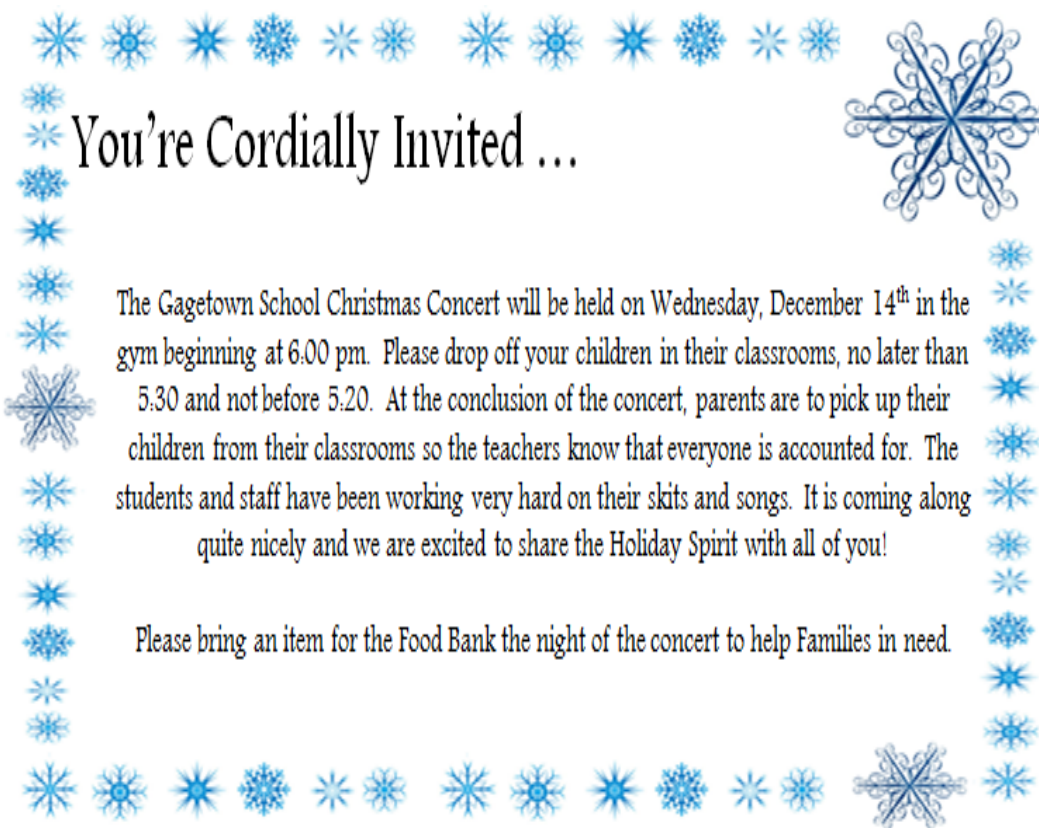 You're Cordially Invited ...
The Gagetown School Christmas Concert will be held on Wednesday, December 14th in the
gym beginning at 6:00 pm. Please drop off your children in their classrooms, no later than
5:30 and not before 5:20. At the conclusion of the concert, parents are to pick up their
children from their classrooms so the teachers know that everyone is accounted for. The
students and staff have been working very hard on their skits and songs. It is coming along
quite nicely and we are excited to share the Holiday Spirit with all of you!
Please bring an item for the Food Bank the night of the concert to help Families in need.